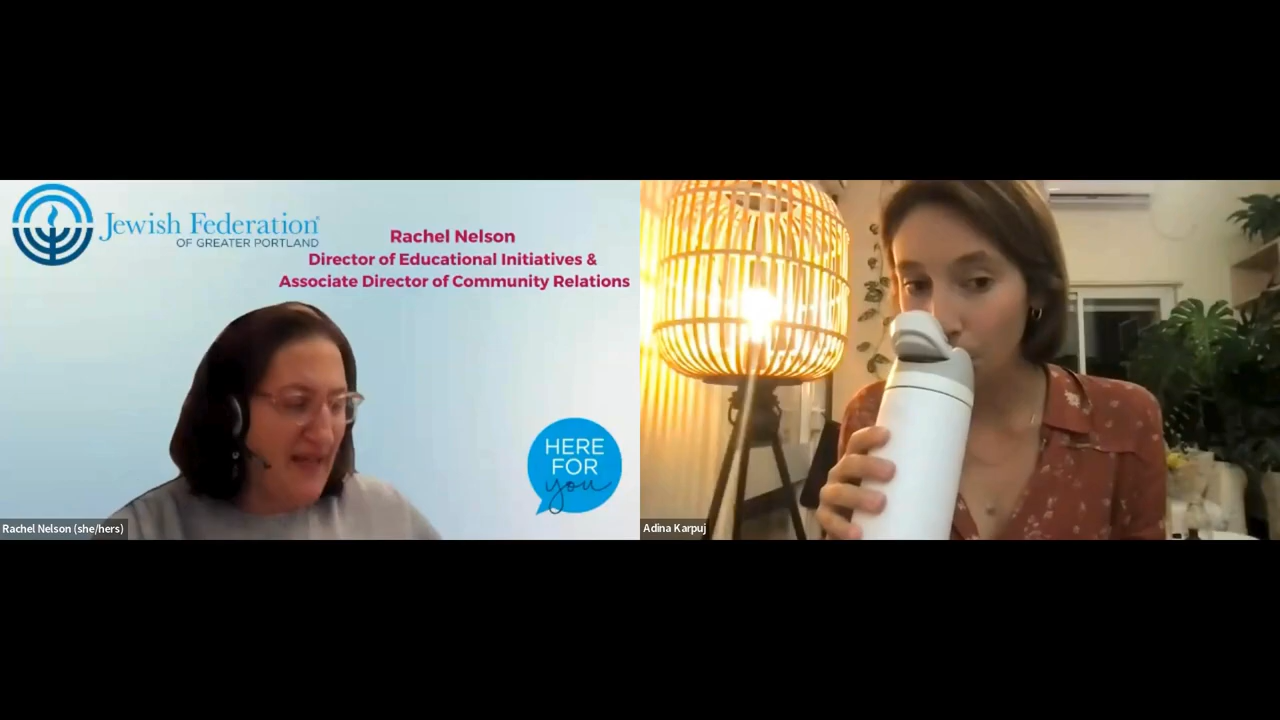 Jewish Federation
OF GREATER PORTLAND
Rachel Nelson
Director of Educational Initiatives &
Associate Director of Community Relations
HERE
FOR
you
Rachel Nelson (she/hers)
Adina Karpuj